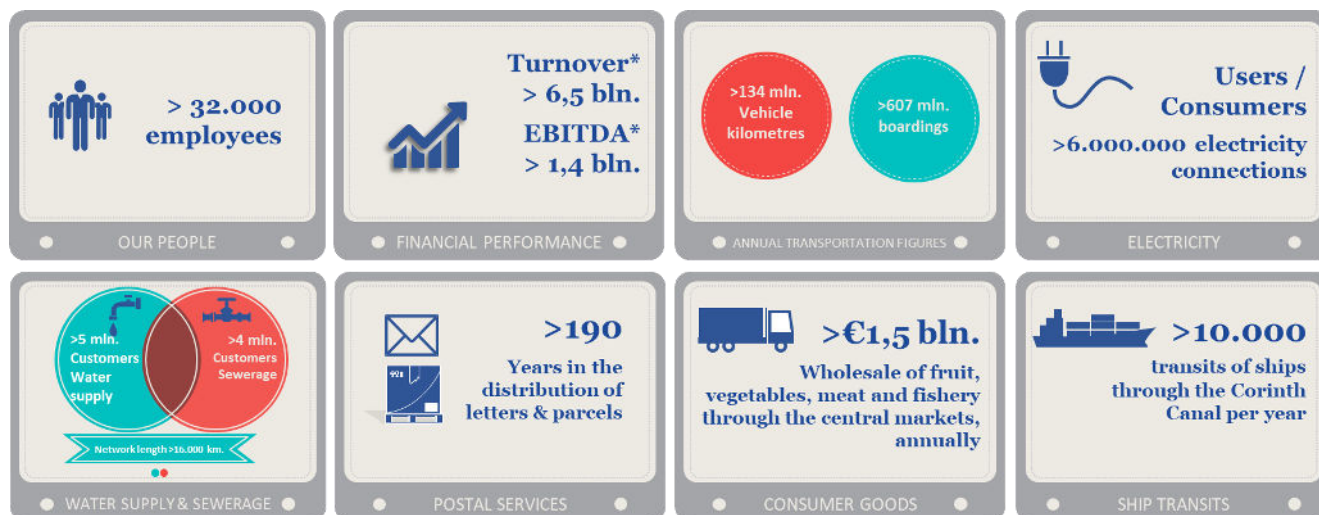 > 32.000
employees
OUR PEOPLE
Turnover*
> 6,5 bln.
EBITDA*
> 1,4 bln.
FINANCIAL PERFORMANCE
>134 mln.
Vehicle
kilometres
>607 mln.
boardings
ANNUAL TRANSPORTATION FIGURES
Users /
Consumers
>6.000.000 electricity
connections
ELECTRICITY
>5 mln.
Customers
Water
supply
>4 mln.
Customers
Sewerage
Network length >16.000 km.
WATER SUPPLY & SEWERAGE
>190
Years in the
distribution of
letters & parcels
POSTAL SERVICES
>€1,5 bln.
Wholesale of fruit,
vegetables, meat and fishery
through the central markets,
annually
CONSUMER GOODS
>10.000
transits of ships
through the Corinth
Canal per year
SHIP TRANSITS